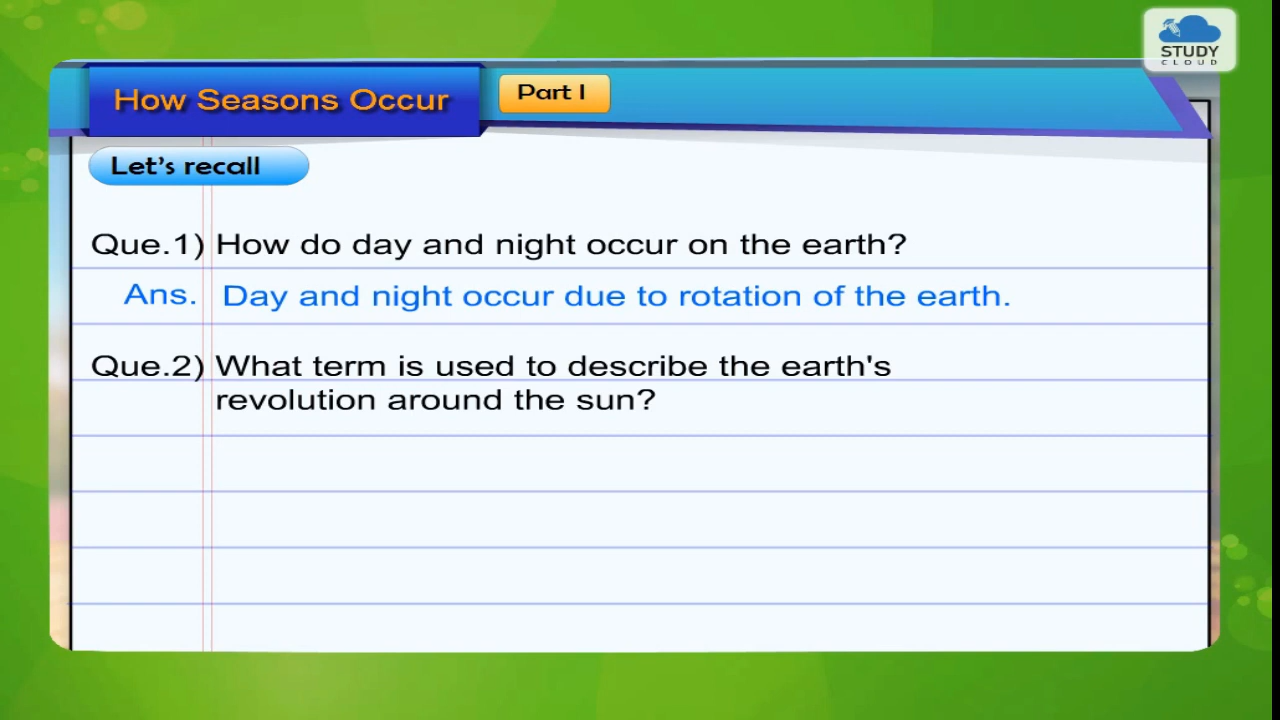 STUDY
CLOUD
How Seasons Occur
Part I
Let's recall
Que.1) How do day and night occur on the earth?
Ans. Day and night occur due to rotation of the earth.
Que.2) What term is used to describe the earth's
revolution around the sun?